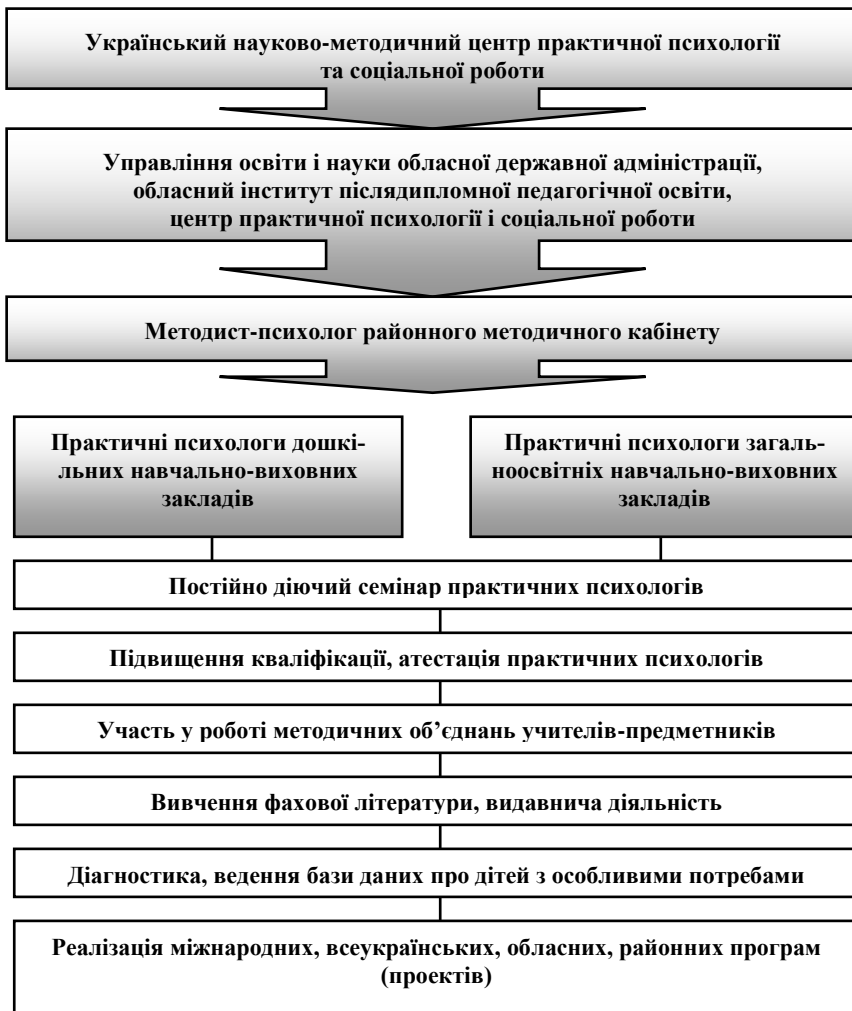 Український науково-методичний центр практичної психології
та соціальної роботи
Управління освіти і науки обласної державної адміністрації,
обласний інститут післядипломної педагогічної освіти,
центр практичної психології і соціальної роботи
Методист-психолог районного методичного кабінету
Практичні психологи дошкі-
льних навчально-виховних
закладів
Практичні психологи загаль-
ноосвітніх навчально-виховних
закладів
Постійно діючий семінар практичних психологів
Підвищення кваліфікації, атестація практичних психологів
Участь у роботі методичних об’єднань учителів-предметників
Вивчення фахової літератури, видавнича діяльність
Діагностика, ведення бази даних про дітей з особливими потребами
Реалізація міжнародних, всеукраїнських, обласних, районних програм
(проектів)